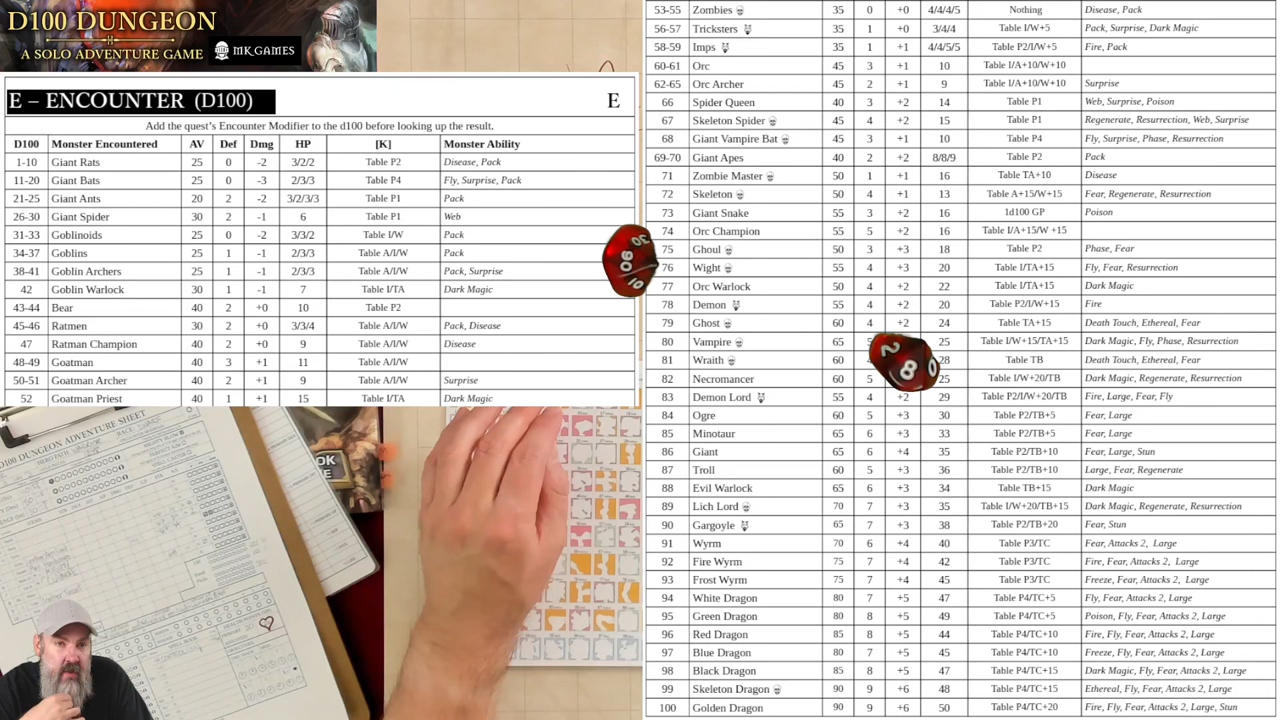 D100 DUNGEON
A SOLO ADVENTURE GAME
MK GAMES
E – ENCOUNTER (D100) E
Add the quest's Encounter Modifier to the d100 before looking up the result.
D100 Monster Encountered AV Def Dmg HP [K] Monster Ability
1-10 Giant Rats 25 0 -2 3/2/2 Table P2 Disease, Pack
11-20 Giant Bats 25 0 -3 2/3/3 Table P4 Fly, Surprise, Pack
21-25 Giant Ants 20 2 -2 3/2/3/3 Table P1 Pack
26-30 Giant Spider 30 2 -1 6 Table P1 Web
31-33 Goblinoids 25 0 -2 3/3/2 Table I/W Pack
34-37 Goblins 25 1 -1 2/3/3 Table A/I/W Pack
38-41 Goblin Archers 25 1 -1 2/3/3 Table A/I/W Pack, Surprise
42 Goblin Warlock 30 1 -1 7 Table I/TA Dark Magic
43-44 Bear 40 2 +0 10 Table P2
45-46 Ratmen 30 2 +0 3/3/4 Table A/I/W Pack, Disease
47 Ratman Champion 40 2 +0 9 Table A/I/W Disease
48-49 Goatman 40 3 +1 11 Table A/I/W
50-51 Goatman Archer 40 2 +1 9 Table A/I/W Surprise
52 Goatman Priest 40 1 +1 15 Table I/TA Dark Magic
53-55 Zombies 35 0 +0 4/4/4/5 Nothing Disease, Pack
56-57 Tricksters 35 1 +0 3/4/4 Table I/W+5 Pack, Surprise, Dark Magic
58-59 Imps 35 1 +1 4/4/5/5 Table P2/I/W+5 Fire, Pack
60-61 Orc 45 3 +1 10 Table I/A+10/W+10
62-65 Orc Archer 45 2 +1 9 Table I/A+10/W+10 Surprise
66 Spider Queen 40 3 +2 14 Table P1 Web, Surprise, Poison
67 Skeleton Spider 45 4 +2 15 Table P1 Regenerate, Resurrection, Web, Surprise
68 Giant Vampire Bat 45 3 +1 10 Table P4 Fly, Surprise, Phase, Resurrection
69-70 Giant Apes 40 2 +2 8/8/9 Table P2 Pack
71 Zombie Master 50 1 +1 16 Table TA+10 Disease
72 Skeleton 50 4 +1 13 Table A+15/W+15 Fear, Regenerate, Resurrection
73 Giant Snake 55 3 +2 16 1d100 GP Poison
74 Orc Champion 55 5 +2 16 Table I/A+15/W +15
75 Ghoul 50 3 +3 18 Table P2 Phase, Fear
76 Wight 55 4 +3 20 Table I/TA+15 Fly, Fear, Resurrection
77 Orc Warlock 50 4 +2 22 Table I/TA+15 Dark Magic
78 Demon 55 4 +2 20 Table P2/I/W+15 Fire
79 Ghost 60 4 +2 24 Table TA+15 Death Touch, Ethereal, Fear
80 Vampire 65 25 Table I/W+15/TA+15 Dark Magic, Fly, Phase, Resurrection
81 Wraith 60 28 Table TB Death Touch, Ethereal, Fear
82 Necromancer 60 5 25 Table I/W+20/TB Dark Magic, Regenerate, Resurrection
83 Demon Lord 55 4 +2 29 Table P2/I/W+20/TB Fire, Large, Fear, Fly
84 Ogre 60 5 +3 30 Table P2/TB+5 Fear, Large
85 Minotaur 65 6 +3 33 Table P2/TB+5 Fear, Large
86 Giant 65 6 +4 35 Table P2/TB+10 Fear, Large, Stun
87 Troll 60 5 +3 36 Table P2/TB+10 Large, Fear, Regenerate
88 Evil Warlock 65 6 +3 34 Table TB+15 Dark Magic
89 Lich Lord 70 7 +3 35 Table I/W+20/TB+15 Dark Magic, Regenerate, Resurrection
90 Gargoyle 65 7 +3 38 Table P2/TB+20 Fear, Stun
91 Wyrm 70 6 +4 40 Table P3/TC Fear, Attacks 2, Large
92 Fire Wyrm 75 7 +4 42 Table P3/TC Fire, Fear, Attacks 2, Large
93 Frost Wyrm 75 7 +4 45 Table P3/TC Freeze, Fear, Attacks 2, Large
94 White Dragon 80 7 +5 47 Table P4/TC+5 Fly, Fear, Attacks 2, Large
95 Green Dragon 80 8 +5 49 Table P4/TC+5 Poison, Fly, Fear, Attacks 2, Large
96 Red Dragon 85 8 +5 44 Table P4/TC+10 Fire, Fly, Fear, Attacks 2, Large
97 Blue Dragon 80 7 +5 45 Table P4/TC+10 Freeze, Fly, Fear, Attacks 2, Large
98 Black Dragon 85 8 +5 47 Table P4/TC+15 Dark Magic, Fly, Fear, Attacks 2, Large
99 Skeleton Dragon 90 9 +6 48 Table P4/TC+15 Ethereal, Fly, Fear, Attacks 2, Large
100 Golden Dragon 90 9 +6 50 Table P4/TC+20 Fire, Fly, Fear, Attacks 2, Large, Stun
30
90
10
2
8
0
D100 DUNGEON ADVENTURE SHEET